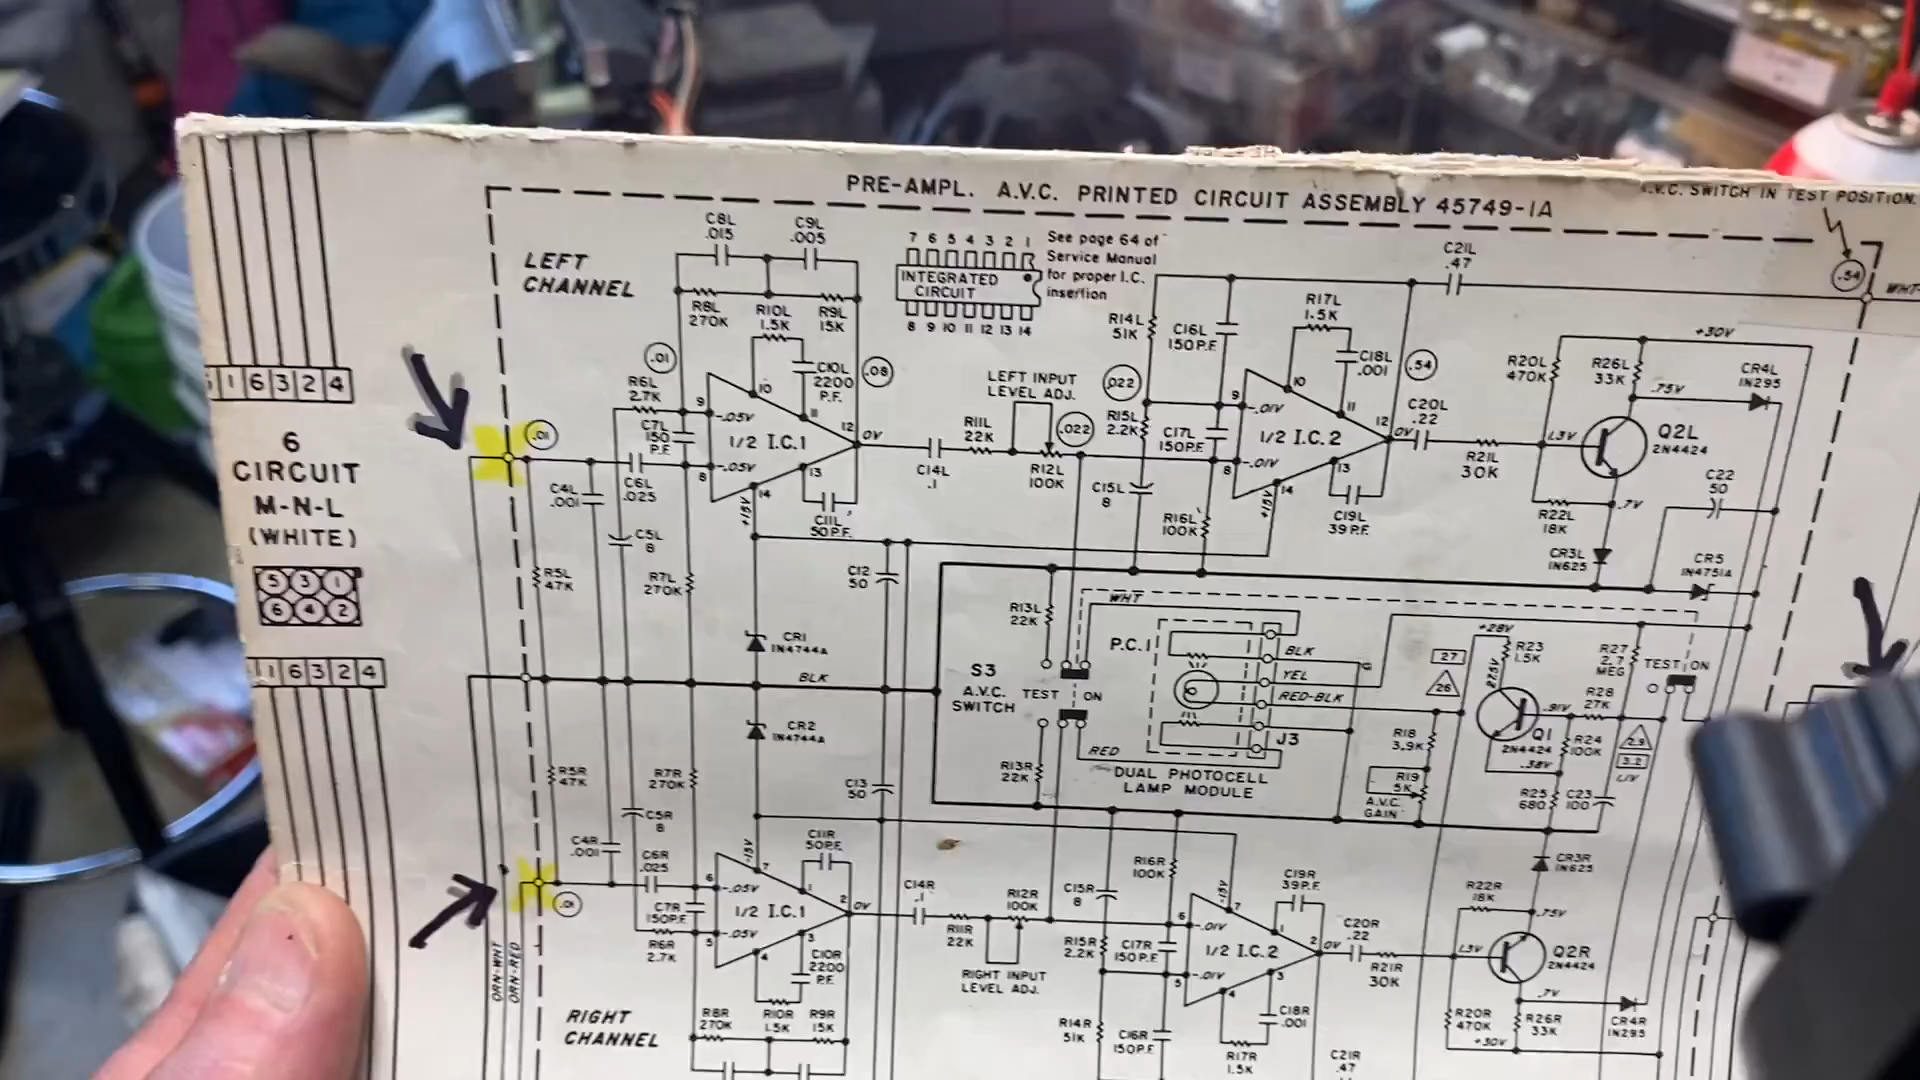 PRE-AMPL. A.V.C. PRINTED CIRCUIT ASSEMBLY 45749-1A
A.V.C. SWITCH IN TEST POSITION.
LEFT
CHANNEL
C8L
.015
C9L
.005
7 6 5 4 3 2 1
INTEGRATED
CIRCUIT
8 9 10 11 12 13 14
See page 64 of
Service Manual
for proper I.C.
insertion
C21L
.47
.54
WHT-
R8L
270K
R10L
1.5K
R9L
15K
R14L
51K
C16L
150P.F.
R17L
1.5K
+30V
1 6 3 2 4
6
CIRCUIT
M-N-L
(WHITE)
5 3 1
6 4 2
1 6 3 2 4
.01
.01
R6L
2.7K
C7L
150
P.F.
10
C10L
2200
P.F.
.08
9
-.05V
1/2 I.C.1
11
12
0V
-.05V
8
13
14
+15V
LEFT INPUT
LEVEL ADJ.
.022
R11L
22K
.022
C14L
.1
R12L
100K
R15L
2.2K
C17L
150P.F.
9
-.01V
1/2 I.C.2
10
11
12
0V
-.01V
8
13
14
+15V
C18L
.001
.54
C20L
.22
R21L
30K
R20L
470K
R26L
33K
.75V
CR4L
IN295
1.3V
Q2L
2N4424
C22
50
.7V
R22L
18K
CR3L
IN625
CR5
IN4751A
C4L
.001
C6L
.025
C5L
8
C11L
50P.F.
C15L
8
R16L
100K
C19L
39 P.F.
R5L
47K
R7L
270K
C12
50
CR1
IN4744A
BLK
CR2
IN4744A
R13L
22K
S3
A.V.C.
SWITCH
TEST
ON
WHT
P.C.1
BLK
YEL
RED-BLK
J3
RED
DUAL PHOTOCELL
LAMP MODULE
R13R
22K
27
26
R18
3.9K
R19
5K
A.V.C.
GAIN
+28V
R23
1.5K
27.5V
R27
2.7
MEG
TEST ON
R28
27K
.91V
Q1
2N4424
R24
100K
.38V
R25
680
C23
100
2.9
3.2
1.1V
R5R
47K
R7R
270K
C13
50
C5R
8
C4R
.001
C6R
.025
C7R
150P.F.
R6R
2.7K
.01
-15V
7
C11R
50P.F.
6
-.05V
1/2 I.C.1
1
2
0V
-.05V
5
4
3
C10R
2200
P.F.
C14R
.1
R11R
22K
R12R
100K
RIGHT INPUT
LEVEL ADJ.
C15R
8
R16R
100K
R15R
2.2K
C17R
150P.F.
-15V
7
C19R
39P.F.
6
-.01V
1/2 I.C.2
1
2
0V
-.01V
5
4
3
C20R
.22
R21R
30K
CR3R
IN625
R22R
18K
.75V
1.3V
Q2R
2N4424
.7V
CR4R
IN295
R20R
470K
R26R
33K
+30V
ORN-WHT
ORN-RED
RIGHT
CHANNEL
R8R
270K
R10R
1.5K
R9R
15K
R14R
51K
C16R
150P.F.
R17R
1.5K
C18R
.001
C21R
.47